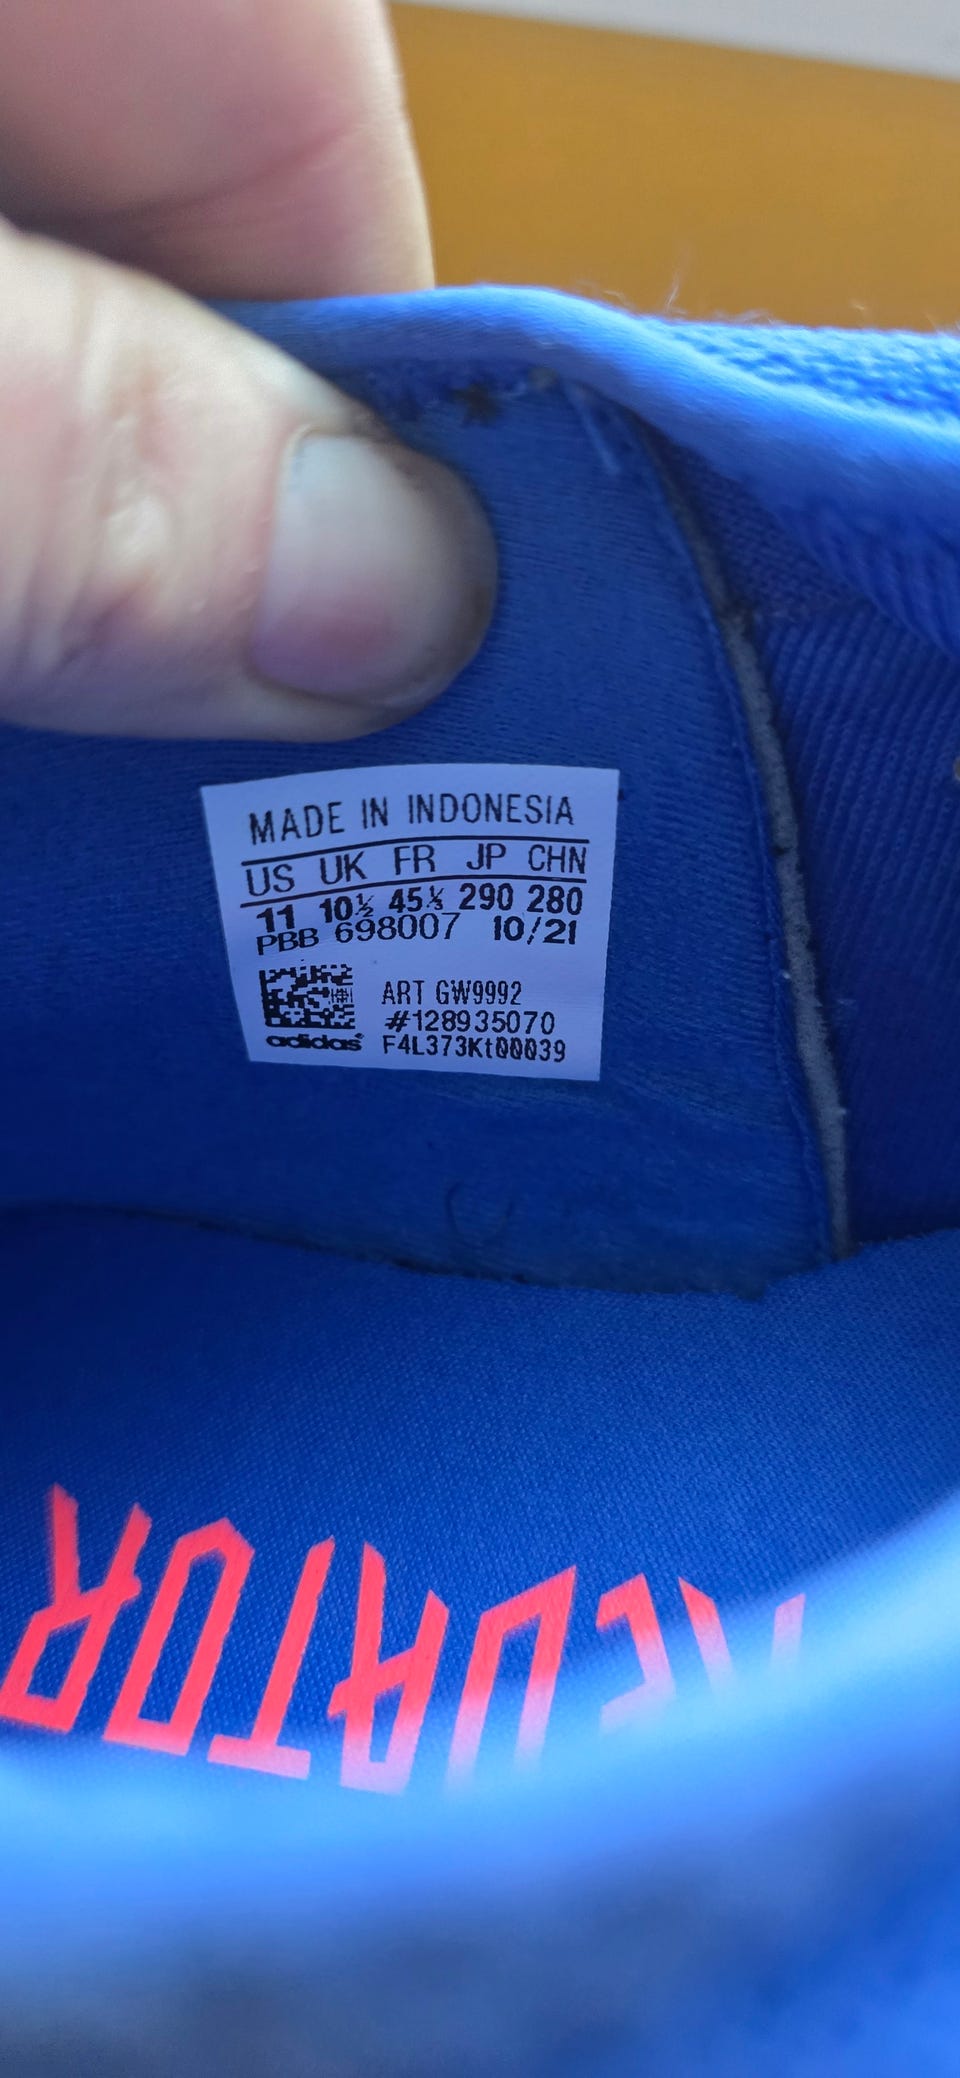 MADE IN INDONESIA
US UK FR JP CHN
11 10½ 45⅓ 290 280
PBB 698007 10/21
ART GW9992
#128935070
adidas F4L373Kt00039